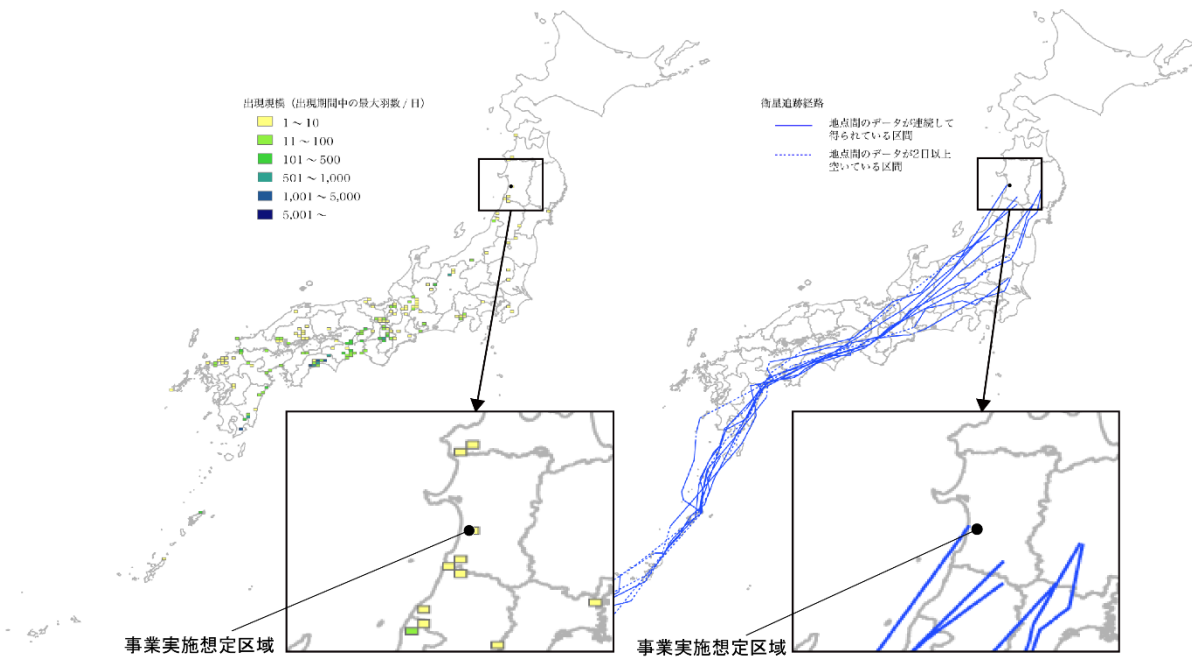 出現規模（出現期間中の最大羽数 / 日）
1～10
11～100
101～500
501～1,000
1,001～5,000
5,001～
事業実施想定区域
衛星追跡経路
地点間のデータが連続して
得られている区間
地点間のデータが2日以上
空いている区間
事業実施想定区域